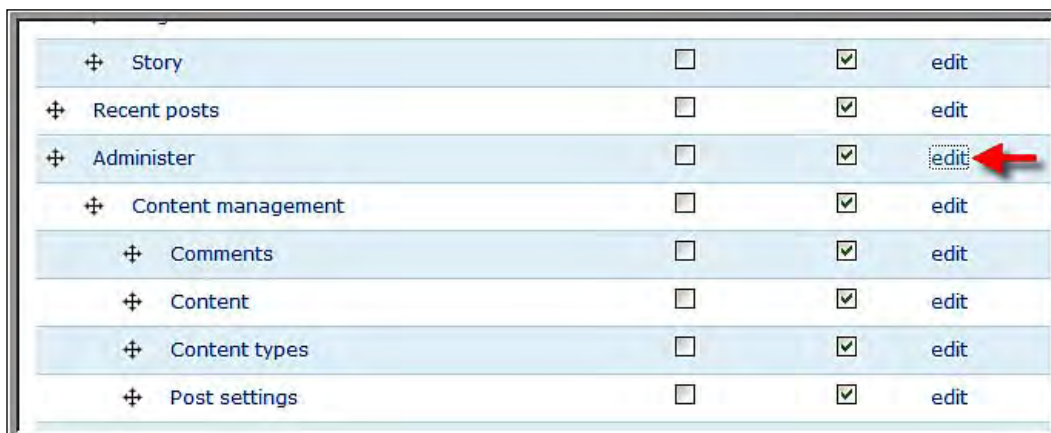 Story edit
Recent posts edit
Administer edit
Content management edit
Comments edit
Content edit
Content types edit
Post settings edit